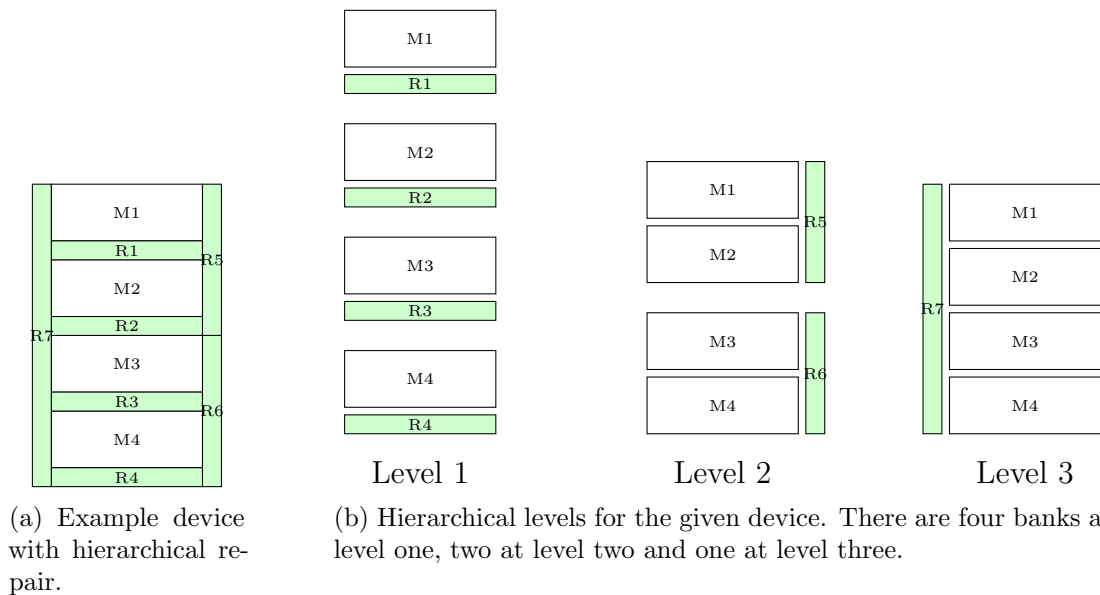 M1
R1
M2
R2
M3
R3
M4
R4
R5
R6
R7
(a) Example device
with hierarchical re-
pair.
M1
R1
M2
R2
M3
R3
M4
R4
Level 1
M1
M2
R5
M3
M4
R6
Level 2
M1
M2
M3
M4
R7
Level 3
(b) Hierarchical levels for the given device. There are four banks a
level one, two at level two and one at level three.